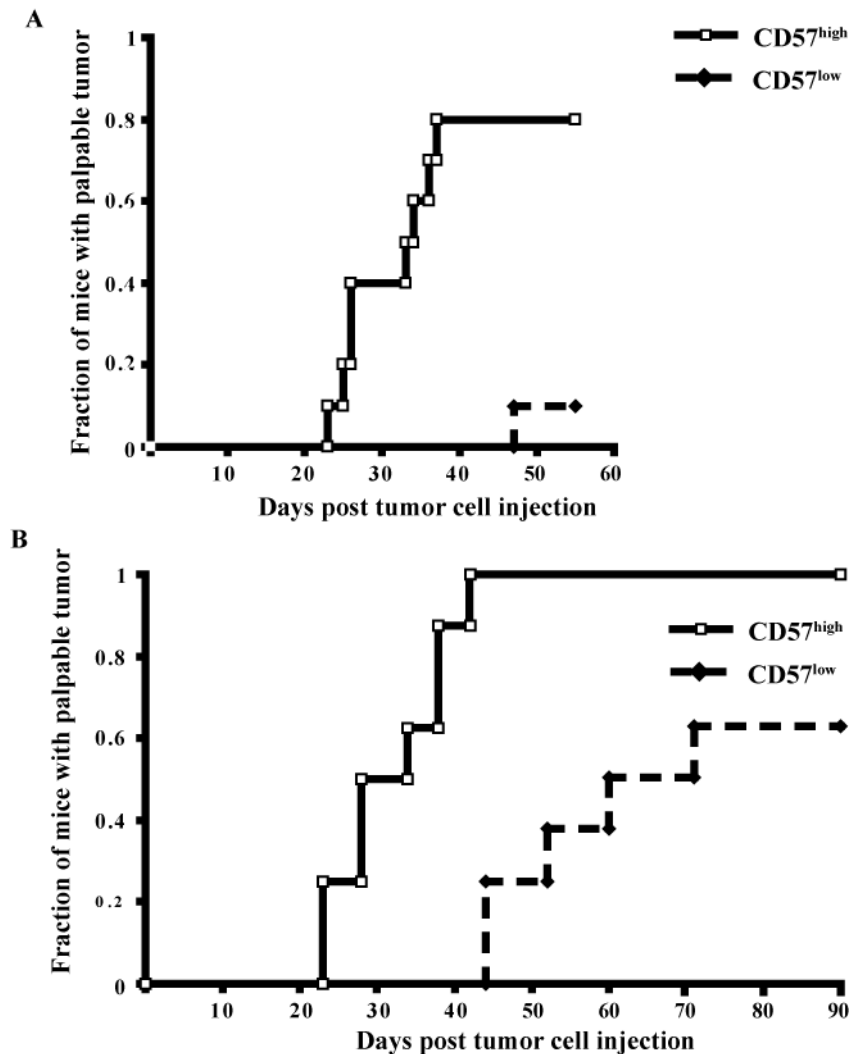 A
CD57high
CD57low
Fraction of mice with palpable tumor
1
0.8
0.6
0.4
0.2
0
10 20 30 40 50 60
Days post tumor cell injection
B
CD57high
CD57low
Fraction of mice with palpable tumor
1
0.8
0.6
0.4
0.2
0
10 20 30 40 50 60 70 80 90
Days post tumor cell injection